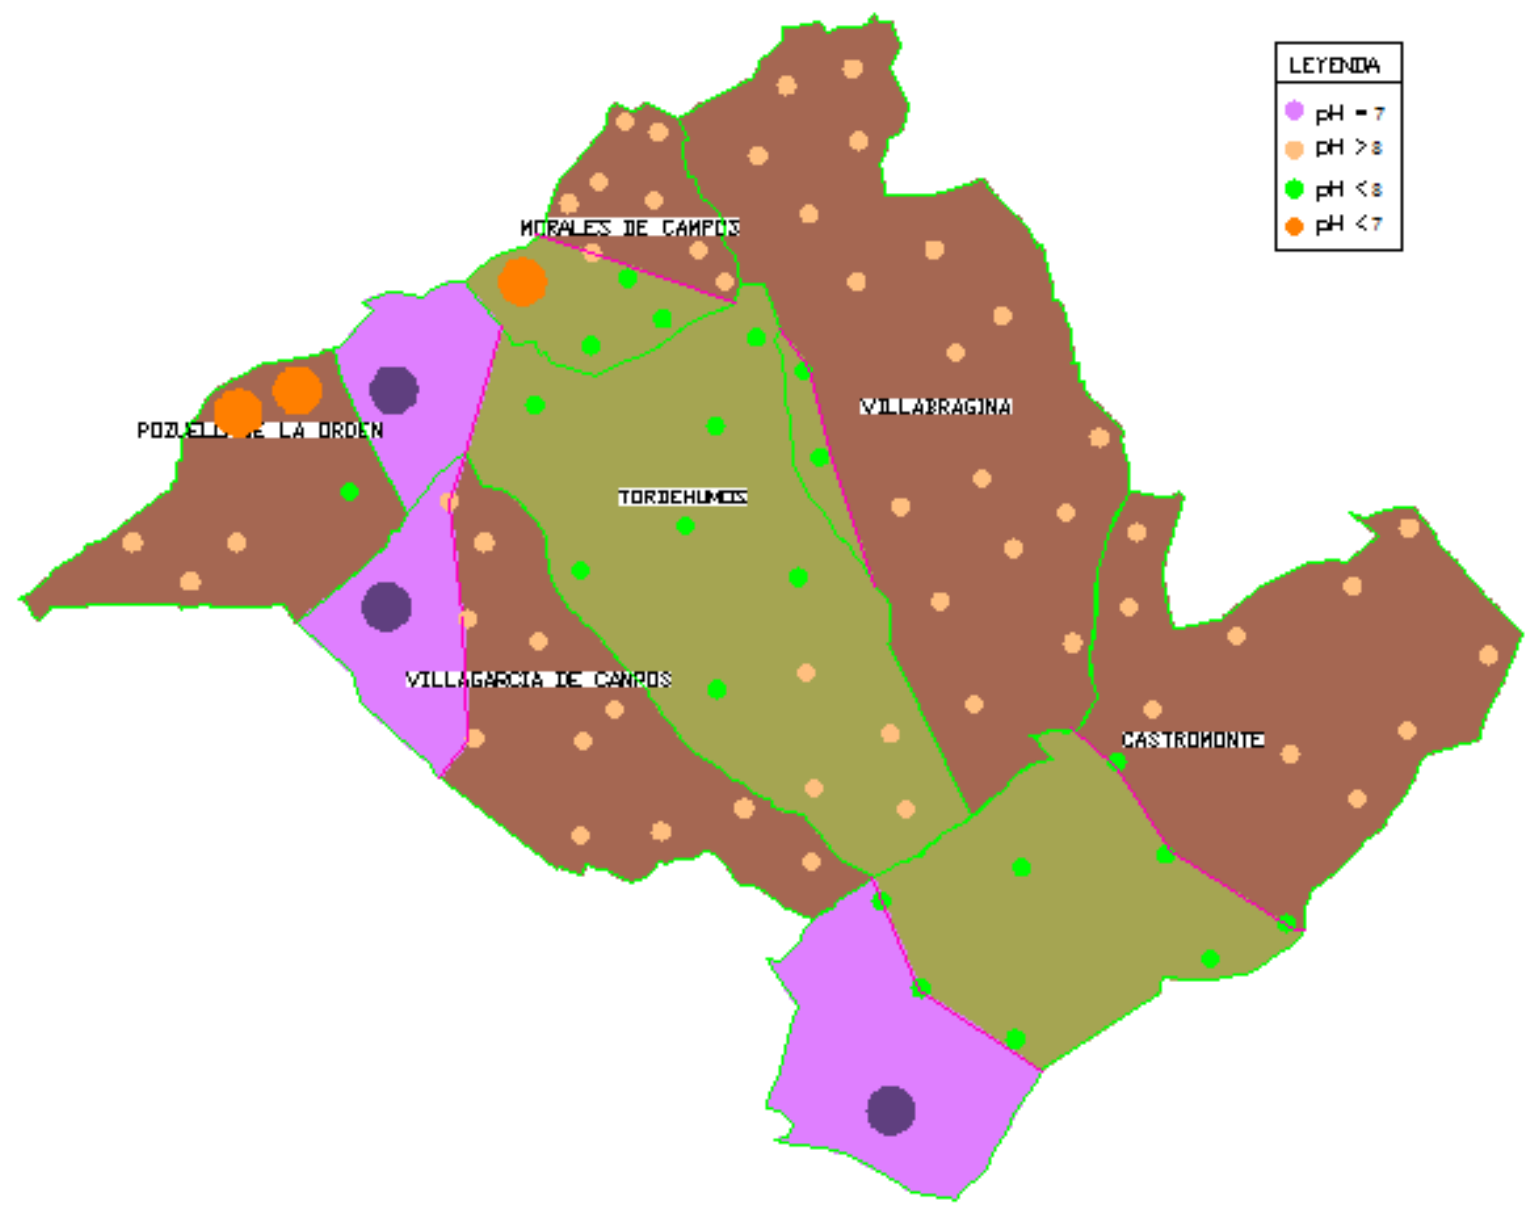 LEYENDA
pH = 7
pH > 8
pH < 8
pH < 7
MORALES DE CAMPOS
POZUELO DE LA ORDEN
VILLABRAGINA
TORDEHUMOS
VILLAGARCIA DE CAMPOS
CASTROMONTE